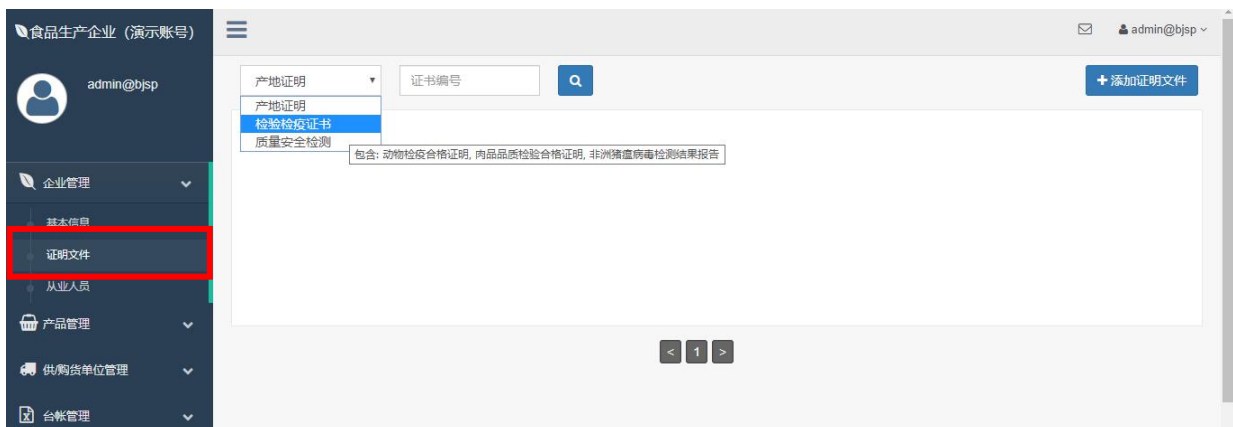 食品生产企业（演示账号）
admin@bjsp
admin@bjsp
产地证明
证书编号
添加证明文件
产地证明
检验检疫证书
质量安全检测
包含: 动物检疫合格证明, 肉品品质检验合格证明, 非洲猪瘟病毒检测结果报告
企业管理
基本信息
证明文件
从业人员
产品管理
< 1 >
供/购货单位管理
台帐管理